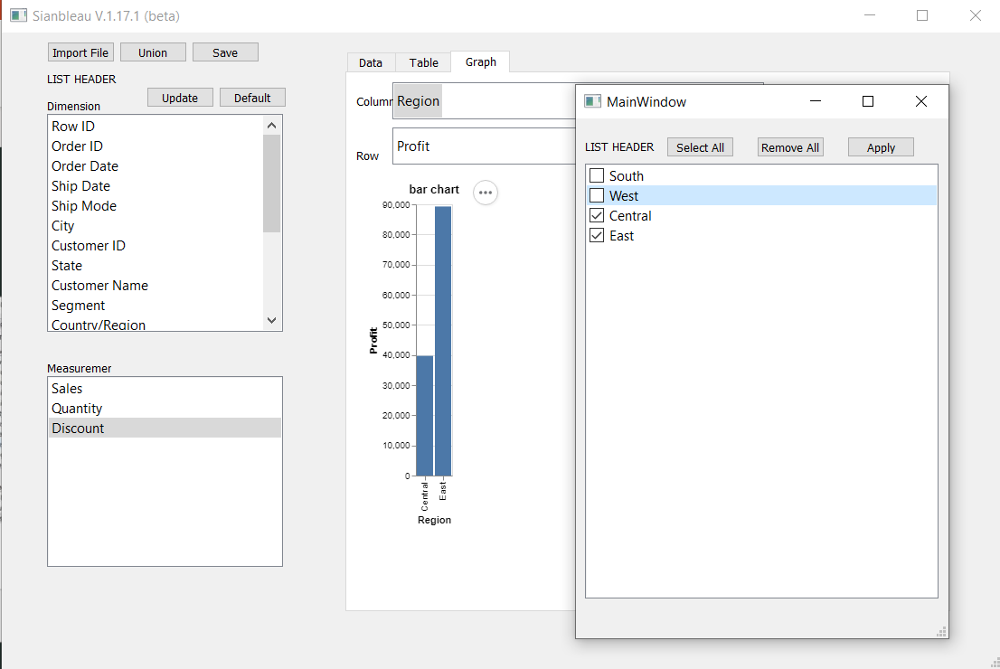 Sianbleau V.1.17.1 (beta)
Import File
Union
Save
LIST HEADER
Update
Default
Dimension
Row ID
Order ID
Order Date
Ship Date
Ship Mode
City
Customer ID
State
Customer Name
Segment
Country/Region
Measuremer
Sales
Quantity
Discount
Data
Table
Graph
Column
Region
Row
Profit
bar chart
90,000
80,000
70,000
60,000
50,000
40,000
30,000
20,000
10,000
0
Profit
Central
East
Region
MainWindow
LIST HEADER
Select All
Remove All
Apply
South
West
Central
East